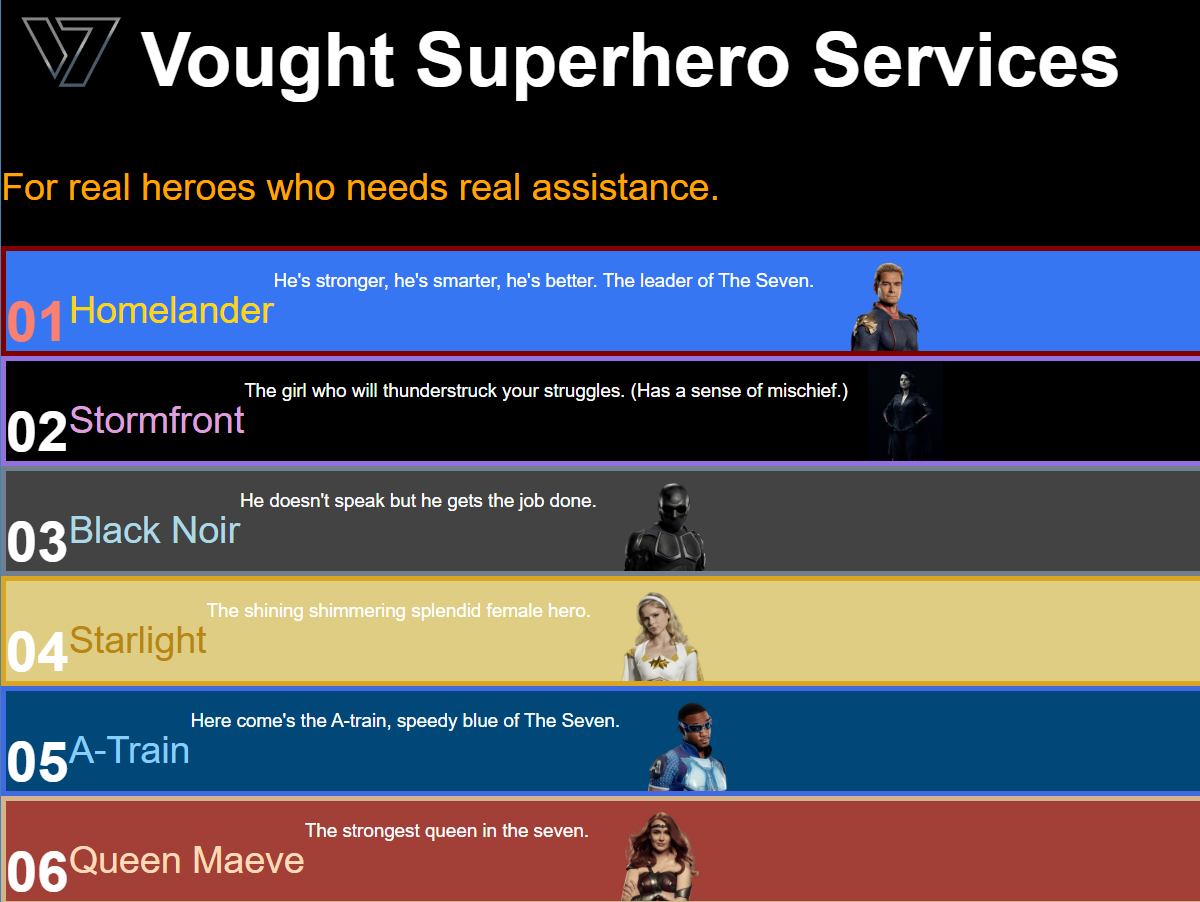 Vought Superhero Services
For real heroes who needs real assistance.
He's stronger, he's smarter, he's better. The leader of The Seven.
01 Homelander
The girl who will thunderstruck your struggles. (Has a sense of mischief.)
02 Stormfront
He doesn't speak but he gets the job done.
03 Black Noir
The shining shimmering splendid female hero.
04 Starlight
Here come's the A-train, speedy blue of The Seven.
05 A-Train
The strongest queen in the seven.
06 Queen Maeve